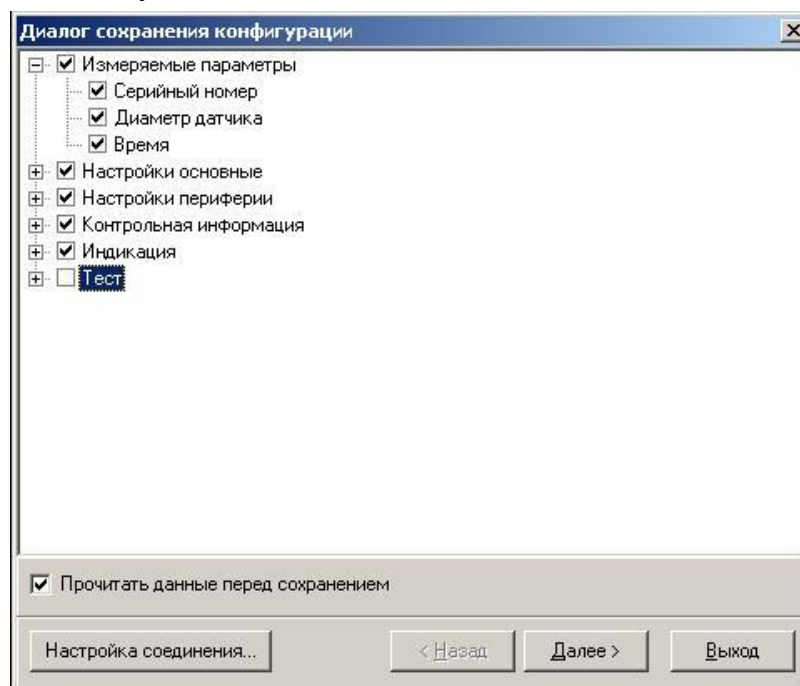 Диалог сохранения конфигурации
Измеряемые параметры
Серийный номер
Диаметр датчика
Время
Настройки основные
Настройки периферии
Контрольная информация
Индикация
Тест
Прочитать данные перед сохранением
Настройка соединения... < Назад Далее > Выход